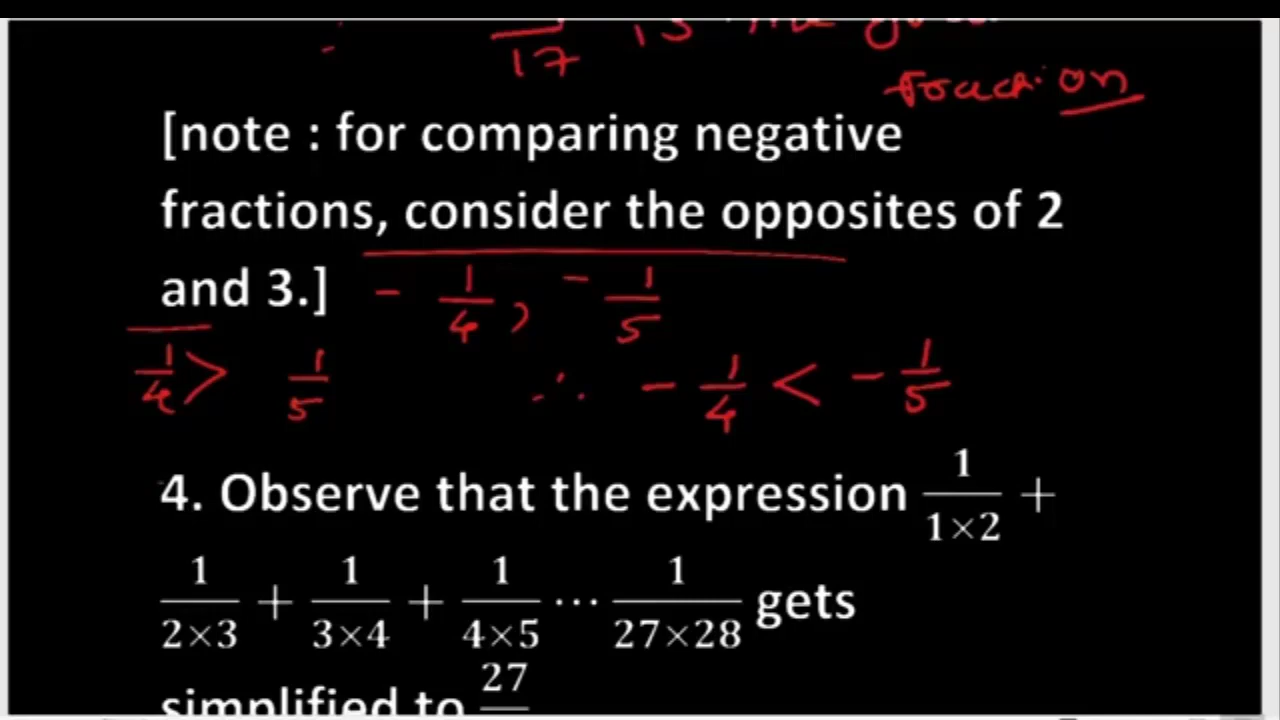 17 is the
fraction
[note : for comparing negative
fractions, consider the opposites of 2
and 3.] - 1/4, - 1/5
1/4 > 1/5 ∴ - 1/4 < - 1/5
4. Observe that the expression 1/(1×2) +
1/(2×3) + 1/(3×4) + 1/(4×5) ⋯ 1/(27×28) gets
simplified to 27